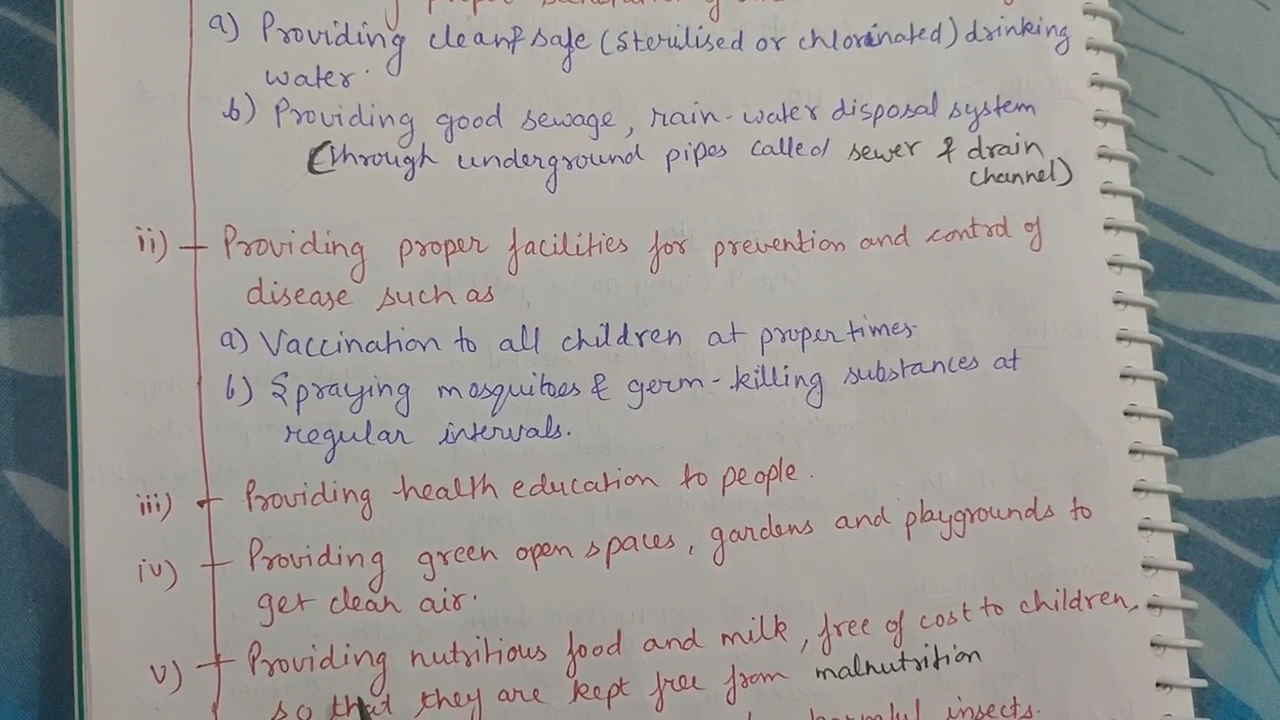 a) Providing clean & safe (sterilised or chlorinated) drinking
water.
b) Providing good sewage, rain-water disposal system
(through underground pipes called sewer & drain
channel)
ii) Providing proper facilities for prevention and control of
disease such as
a) Vaccination to all children at proper times.
b) Spraying mosquitoes & germ-killing substances at
regular intervals.
iii) Providing health education to people.
iv) Providing green open spaces, gardens and playgrounds to
get clean air.
v) Providing nutritious food and milk, free of cost to children,
so that they are kept free from malnutrition
harmful insects.